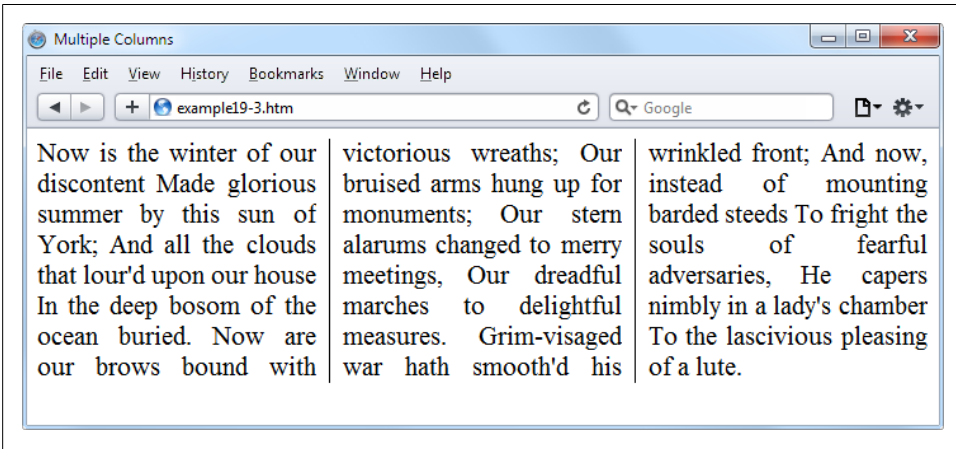 Multiple Columns
File Edit View History Bookmarks Window Help
example19-3.htm
Google
Now is the winter of our
discontent Made glorious
summer by this sun of
York; And all the clouds
that lour'd upon our house
In the deep bosom of the
ocean buried. Now are
our brows bound with
victorious wreaths; Our
bruised arms hung up for
monuments; Our stern
alarums changed to merry
meetings, Our dreadful
marches to delightful
measures. Grim-visaged
war hath smooth'd his
wrinkled front; And now,
instead of mounting
barded steeds To fright the
souls of fearful
adversaries, He capers
nimbly in a lady's chamber
To the lascivious pleasing
of a lute.